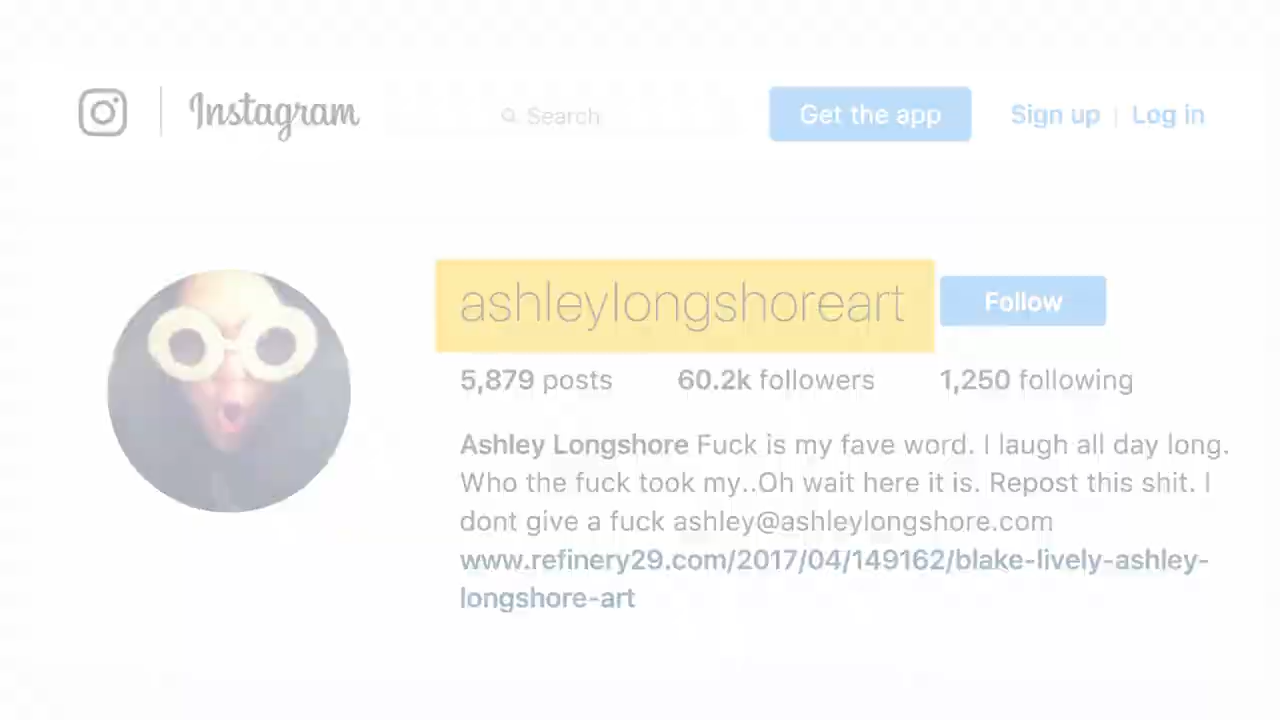 Instagram
Search
Get the app
Sign up | Log in
ashleylongshoreart
Follow
5,879 posts 60.2k followers 1,250 following
Ashley Longshore Fuck is my fave word. I laugh all day long.
Who the fuck took my..Oh wait here it is. Repost this shit. I
dont give a fuck ashley@ashleylongshore.com
www.refinery29.com/2017/04/149162/blake-lively-ashley-
longshore-art